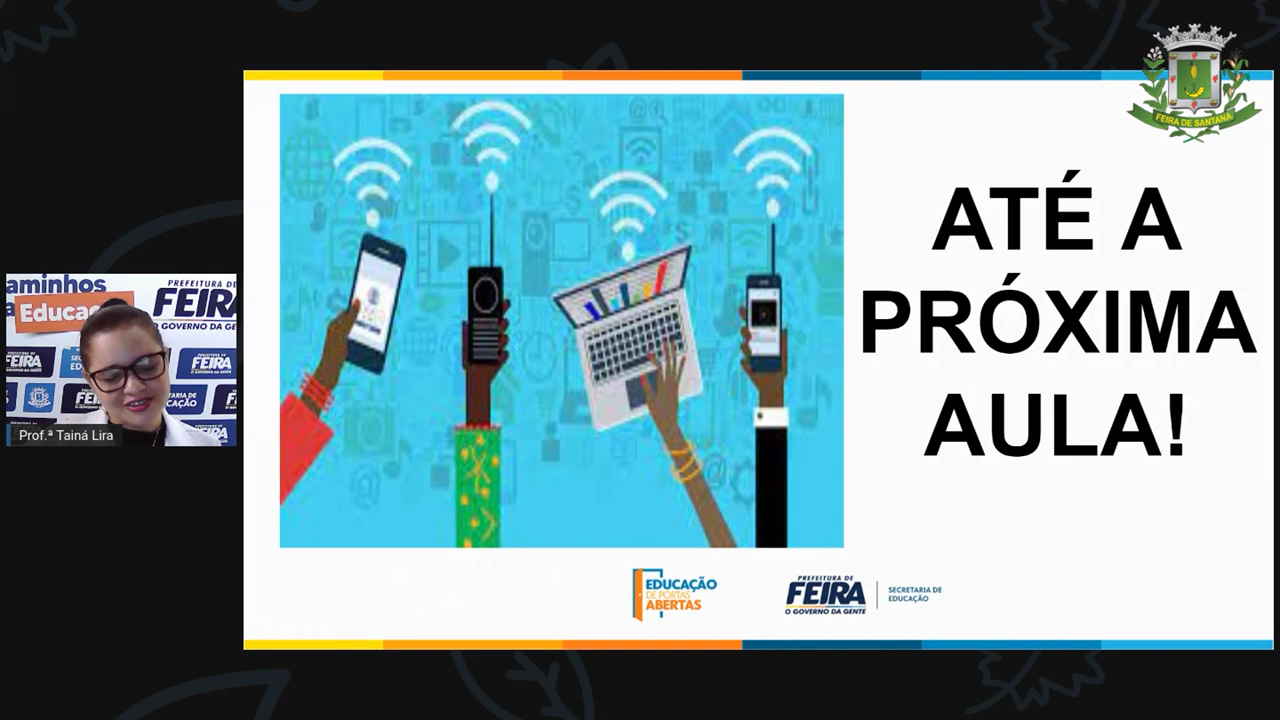 FEIRA DE SANTANA
ATÉ A
PRÓXIMA
AULA!
aminhos
Educaç
PREFEITURA DE
FEIRA
O GOVERNO DA GENTE
Prof.ª Tainá Lira
EDUCAÇÃO
DE PORTAS
ABERTAS
PREFEITURA DE
FEIRA
O GOVERNO DA GENTE
SECRETARIA DE
EDUCAÇÃO